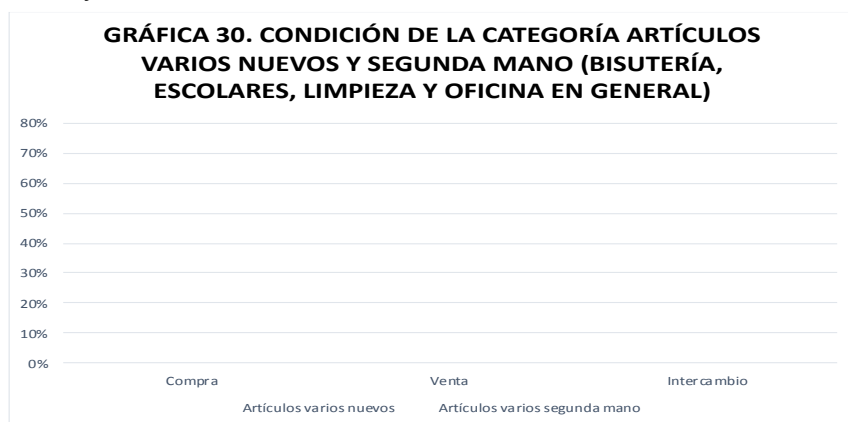 GRÁFICA 30. CONDICIÓN DE LA CATEGORÍA ARTÍCULOS
VARIOS NUEVOS Y SEGUNDA MANO (BISUTERÍA,
ESCOLARES, LIMPIEZA Y OFICINA EN GENERAL)
80%
70%
60%
50%
40%
30%
20%
10%
0%
Compra Venta Intercambio
Artículos varios nuevos Artículos varios segunda mano